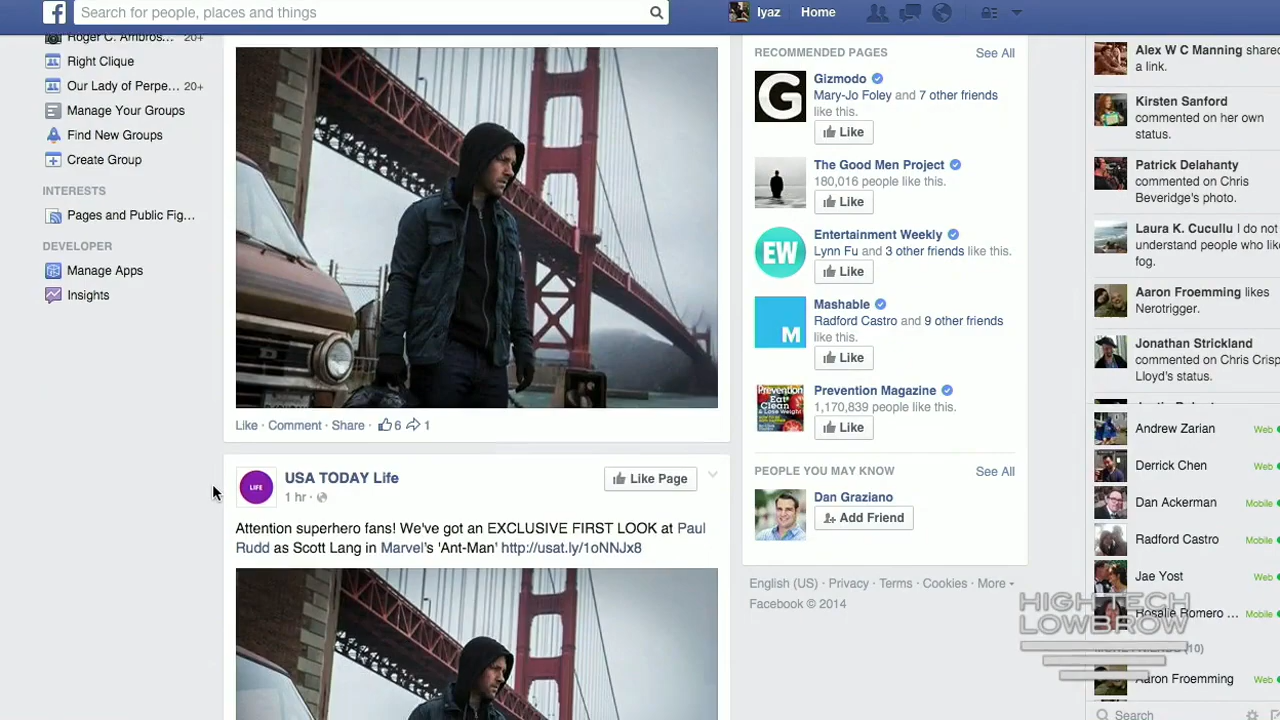 Search for people, places and things
Iyaz
Home
Roger C. Ambros... 20+
Right Clique
Our Lady of Perpe... 20+
Manage Your Groups
Find New Groups
Create Group
INTERESTS
Pages and Public Fig...
DEVELOPER
Manage Apps
Insights
Like · Comment · Share · 6 1
LIFE
USA TODAY Life
1 hr ·
Like Page
Attention superhero fans! We've got an EXCLUSIVE FIRST LOOK at Paul
Rudd as Scott Lang in Marvel's 'Ant-Man' http://usat.ly/1oNNJx8
RECOMMENDED PAGES
See All
G
Gizmodo
Mary-Jo Foley and 7 other friends
like this.
Like
The Good Men Project
180,016 people like this.
Like
EW
Entertainment Weekly
Lynn Fu and 3 other friends like this.
Like
M
Mashable
Radford Castro and 9 other friends
like this.
Like
Prevention
Eat
Clean
& Lose Weight!
Prevention Magazine
1,170,839 people like this.
Like
PEOPLE YOU MAY KNOW
See All
Dan Graziano
Add Friend
English (US) · Privacy · Terms · Cookies · More
Facebook © 2014
Alex W C Manning shared
a link.
Kirsten Sanford
commented on her own
status.
Patrick Delahanty
commented on Chris
Beveridge's photo.
Laura K. Cucullu I do not
understand people who like
fog.
Aaron Froemming likes
Nerotrigger.
Jonathan Strickland
commented on Chris Crisp
Lloyd's status.
Andrew Zarian Web
Derrick Chen Web
Dan Ackerman Mobile
Radford Castro Mobile
Jae Yost Web
Rosalie Romero ... Mobile
(10)
Aaron Froemming Web
Search
HIGH TECH
LOWBROW